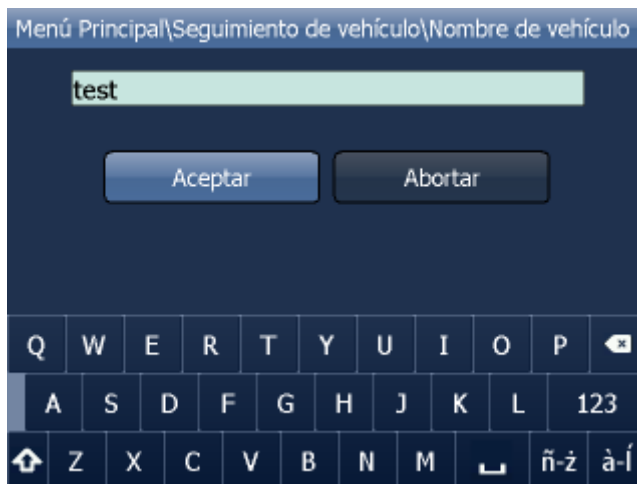 Menú Principal\Seguimiento de vehículo\Nombre de vehículo
test
Aceptar Abortar
Q W E R T Y U I O P
A S D F G H J K L 123
Z X C V B N M ñ-ż à-Í